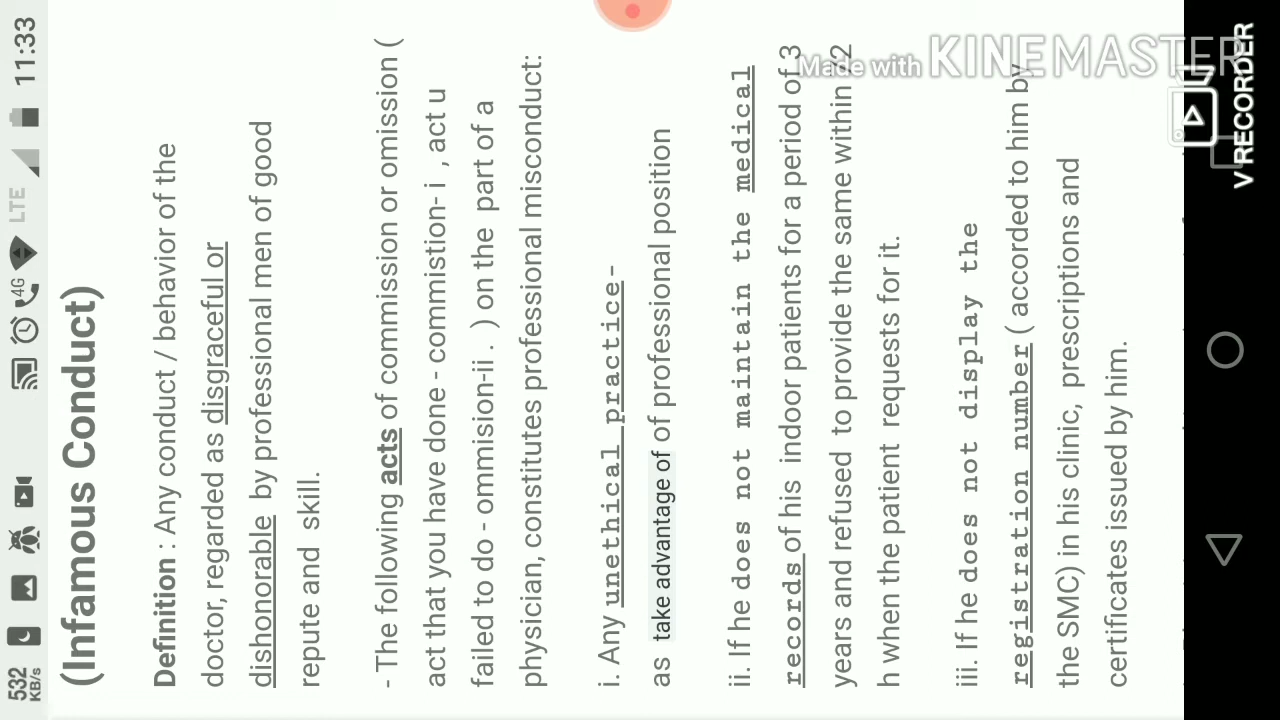 11:33
LTE
4G
532
KB/s
(Infamous Conduct)
Definition : Any conduct / behavior of the
doctor, regarded as disgraceful or
dishonorable by professional men of good
repute and skill.
- The following acts of commission or omission (
act that you have done - commistion- i , act u
failed to do - ommision-ii . ) on the part of a
physician, constitutes professional misconduct:
i. Any unethical practice-
as take advantage of of professional position
ii. If he does not maintain the medical
records of his indoor patients for a period of 3
years and refused to provide the same within 72
h when the patient requests for it.
iii. If he does not display the
registration number ( accorded to him by
the SMC) in his clinic, prescriptions and
certificates issued by him.
Made with KINEMASTER
V RECORDER